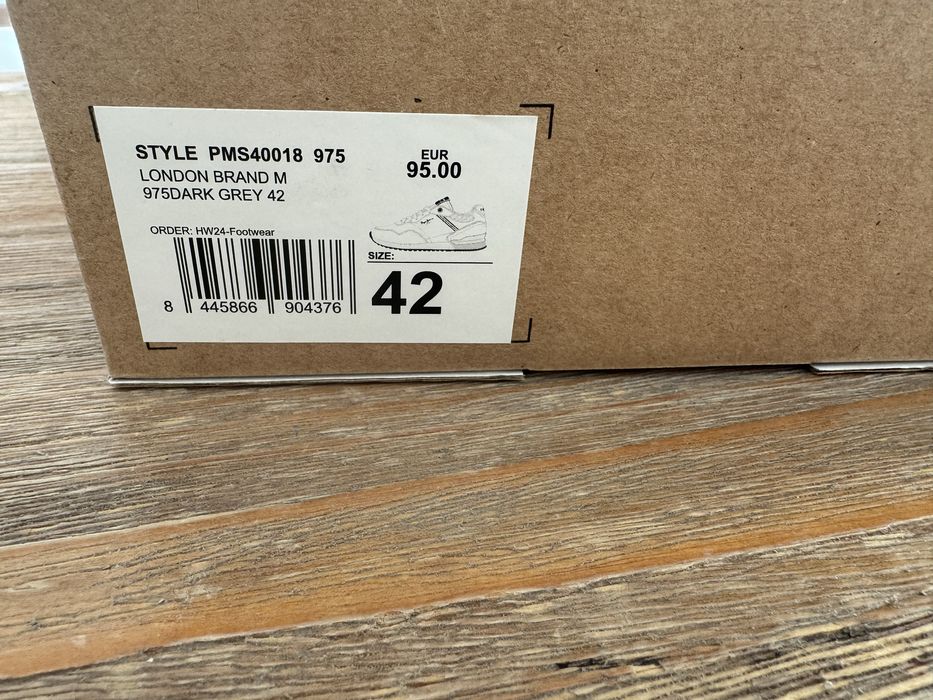 STYLE PMS40018 975
LONDON BRAND M
975DARK GREY 42
EUR
95.00
ORDER: HW24-Footwear
8 445866 904376
SIZE:
42